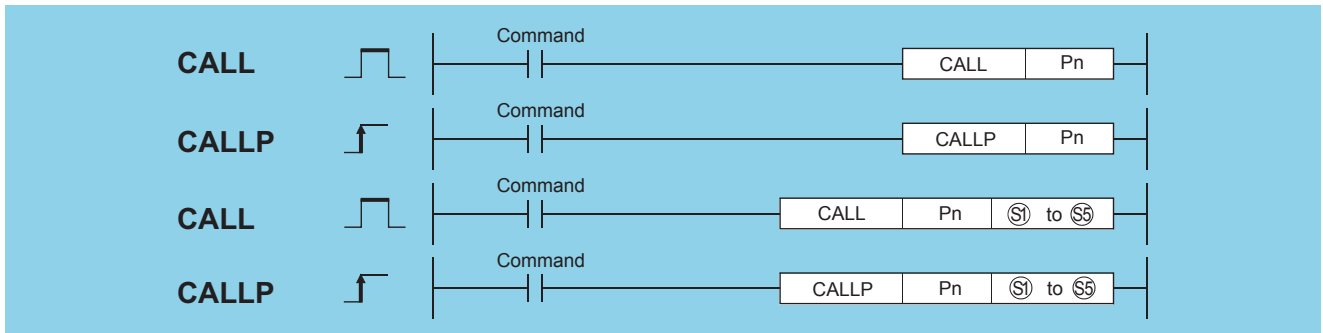 Command
CALL CALL Pn
Command
CALLP CALLP Pn
Command
CALL CALL Pn S1 to S5
Command
CALLP CALLP Pn S1 to S5